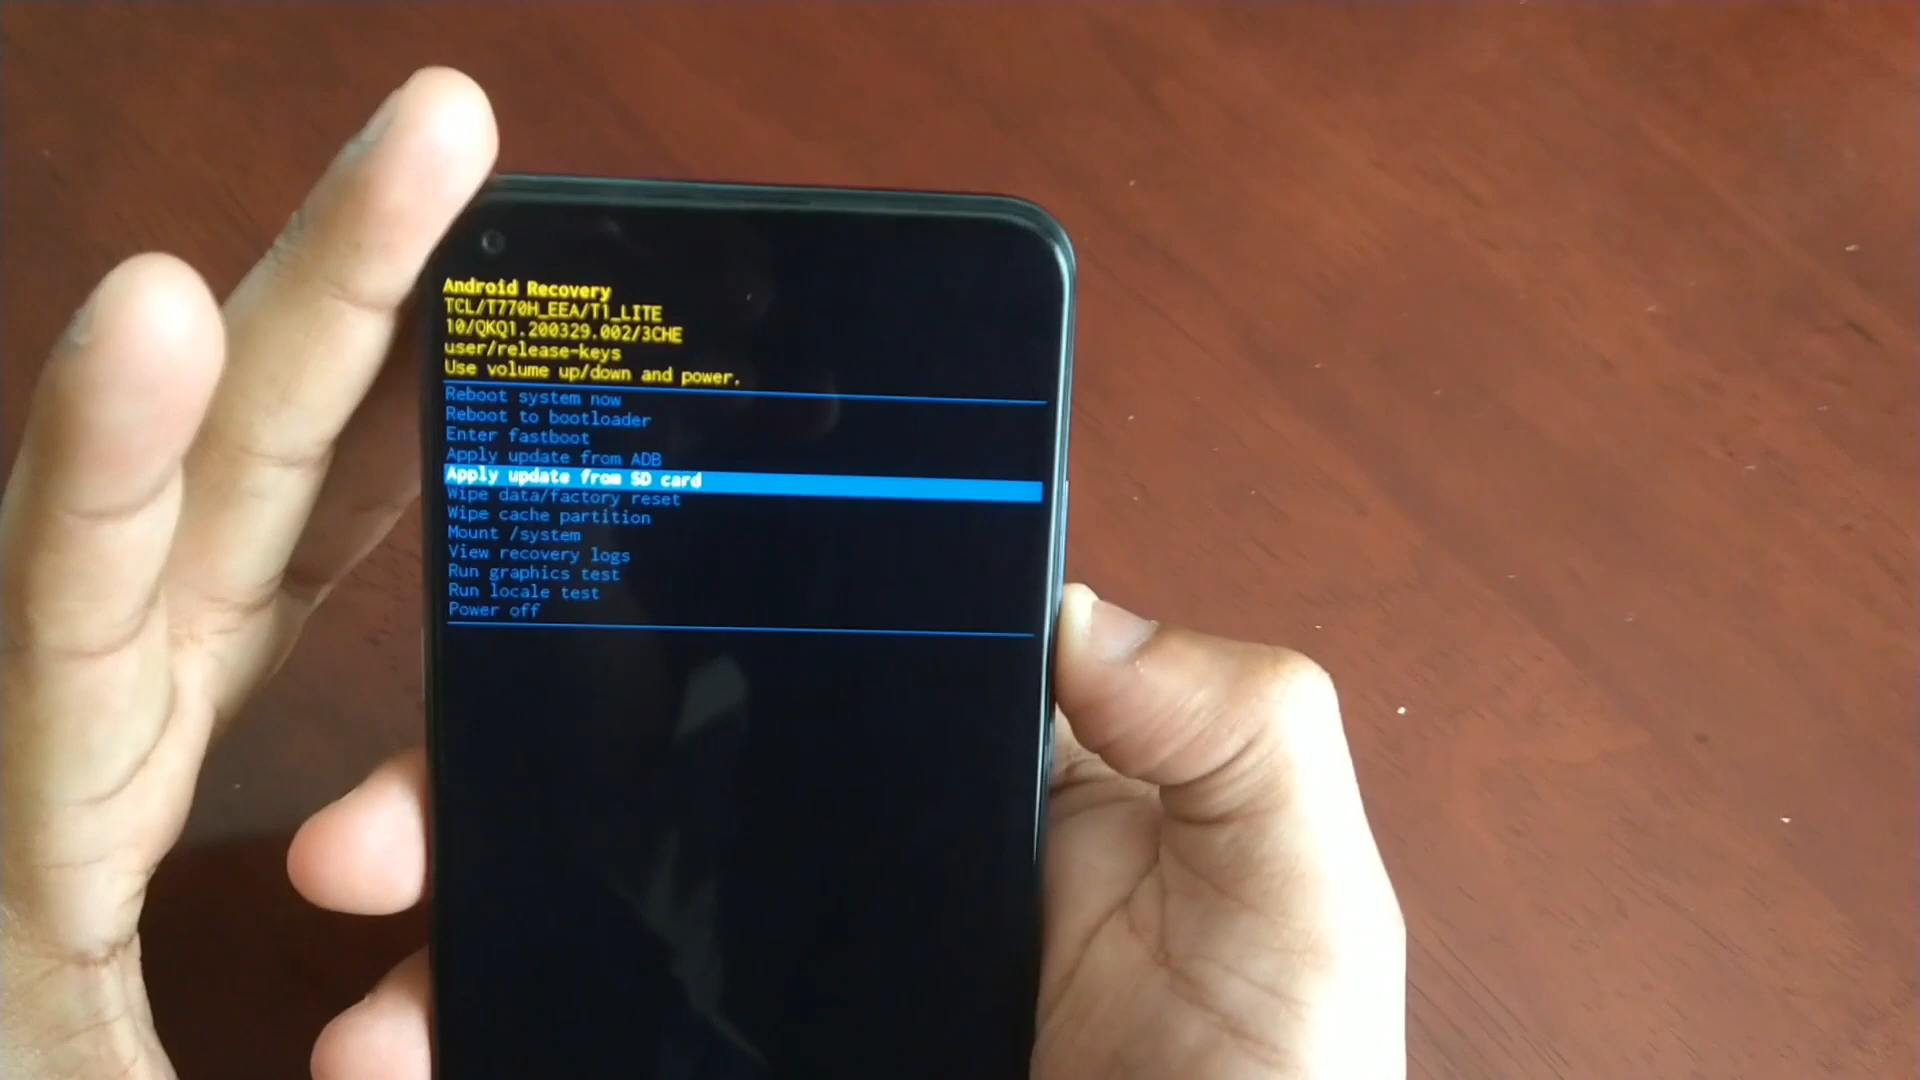 Android Recovery
TCL/T770H_EEA/T1_LITE
10/QKQ1.200329.002/3CHE
user/release-keys
Use volume up/down and power.
Reboot system now
Reboot to bootloader
Enter fastboot
Apply update from ADB
Apply update from SD card
Wipe data/factory reset
Wipe cache partition
Mount /system
View recovery logs
Run graphics test
Run locale test
Power off